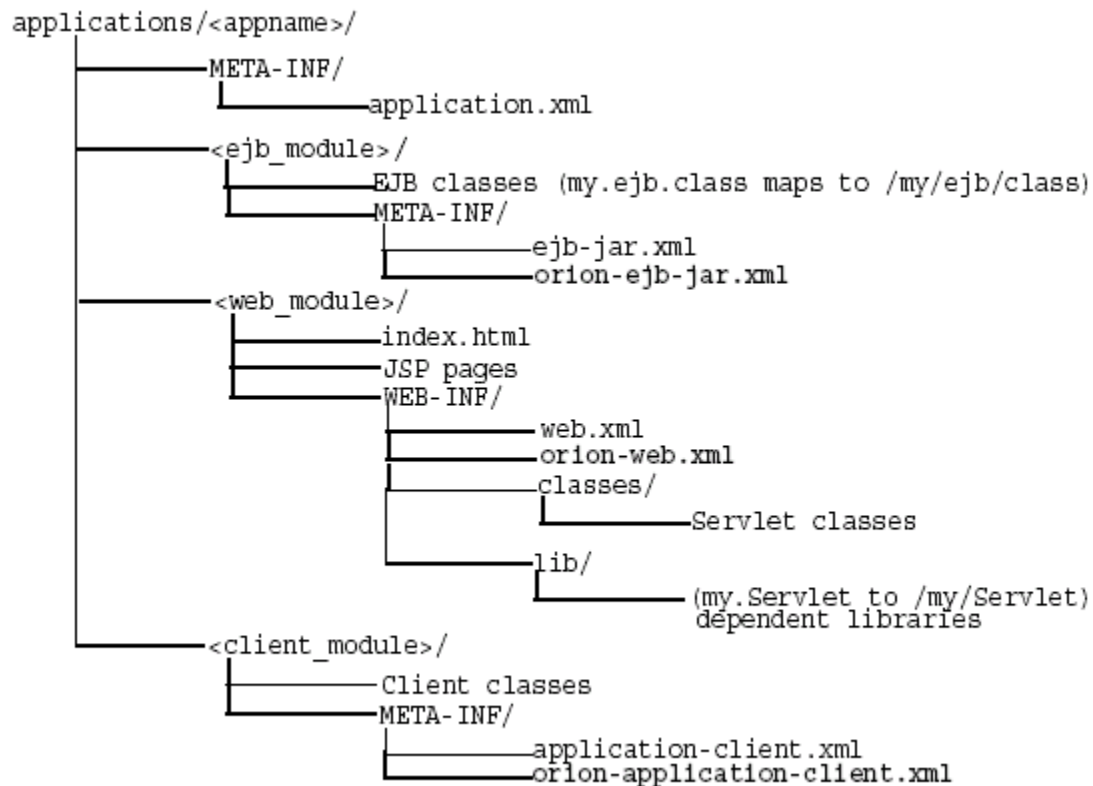 applications/<appname>/
META-INF/
application.xml
<ejb_module>/
EJB classes (my.ejb.class maps to /my/ejb/class)
META-INF/
ejb-jar.xml
orion-ejb-jar.xml
<web_module>/
index.html
JSP pages
WEB-INF/
web.xml
orion-web.xml
classes/
Servlet classes
lib/
(my.Servlet to /my/Servlet)
dependent libraries
<client_module>/
Client classes
META-INF/
application-client.xml
orion-application-client.xml